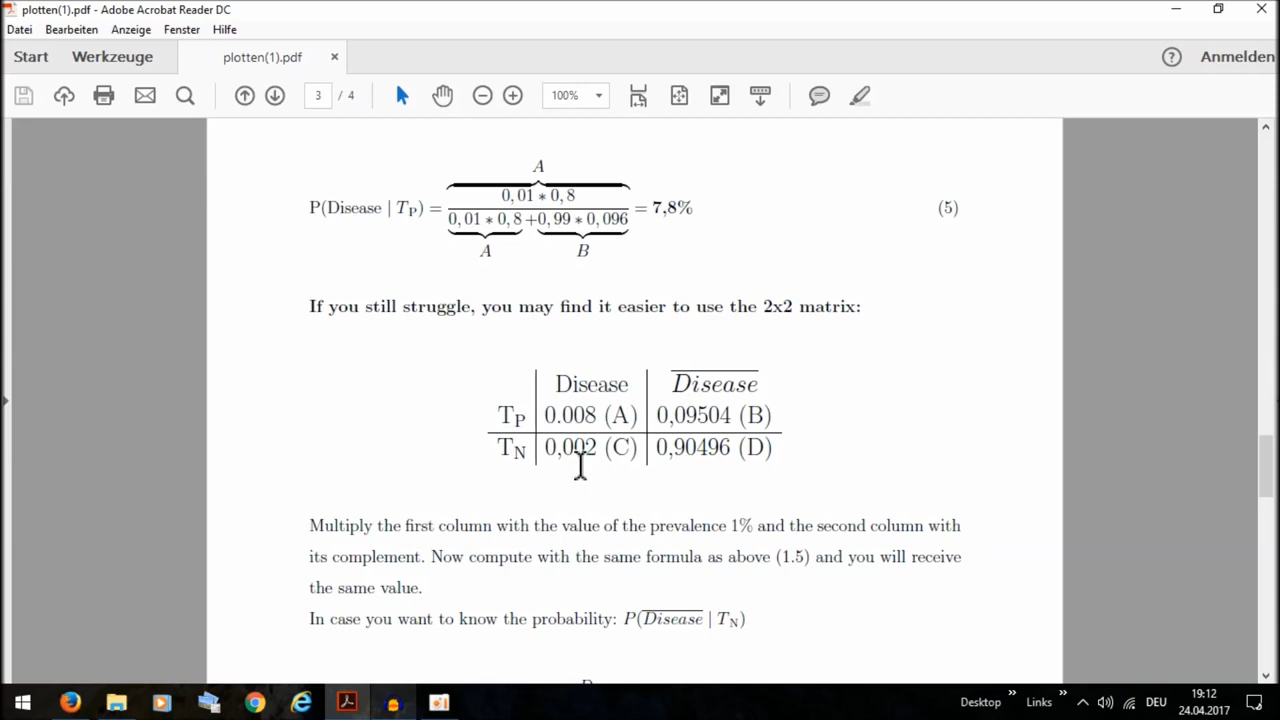 plotten(1).pdf - Adobe Acrobat Reader DC
Datei Bearbeiten Anzeige Fenster Hilfe
Start Werkzeuge plotten(1).pdf × Anmelden
3 / 4 100%
A
P(Disease | TP) = 0,01 * 0,8 / 0,01 * 0,8 + 0,99 * 0,096 = 7,8% (5)
A B
If you still struggle, you may find it easier to use the 2x2 matrix:
Disease Disease
TP 0.008 (A) 0,09504 (B)
TN 0,002 (C) 0,90496 (D)
Multiply the first column with the value of the prevalence 1% and the second column with
its complement. Now compute with the same formula as above (1.5) and you will receive
the same value.
In case you want to know the probability: P(Disease | TN)
Desktop » Links » DEU 19:12
24.04.2017